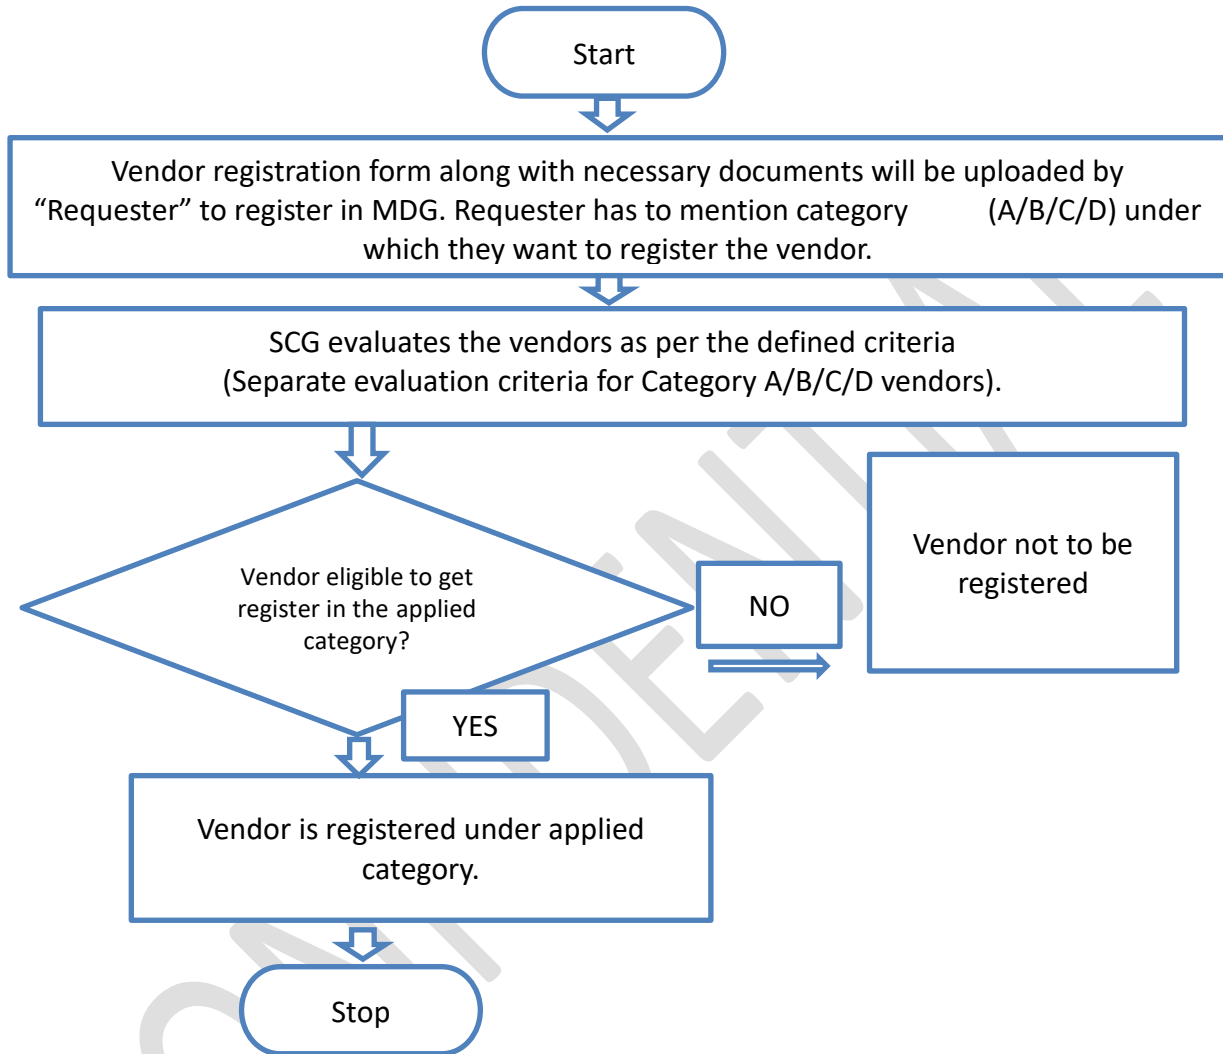 Start
Vendor registration form along with necessary documents will be uploaded by
“Requester” to register in MDG. Requester has to mention category (A/B/C/D) under
which they want to register the vendor.
SCG evaluates the vendors as per the defined criteria
(Separate evaluation criteria for Category A/B/C/D vendors).
Vendor eligible to get
register in the applied
category?
NO
Vendor not to be
registered
YES
Vendor is registered under applied
category.
Stop